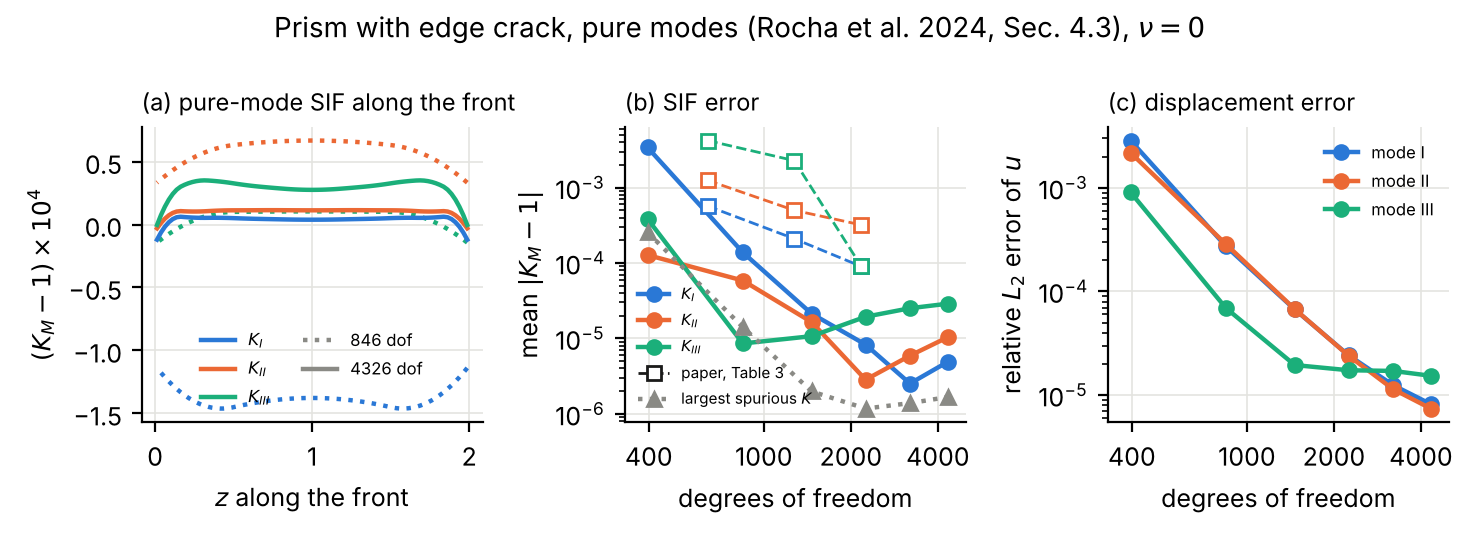 Prism with edge crack, pure modes (Rocha et al. 2024, Sec. 4.3), ν = 0
(a) pure-mode SIF along the front
(K_M − 1) × 10^4
0.5
0.0
−0.5
−1.0
−1.5
0
1
2
z along the front
K_I
K_II
K_III
846 dof
4326 dof
(b) SIF error
mean |K_M − 1|
10^−3
10^−4
10^−5
10^−6
400
1000
2000
4000
degrees of freedom
K_I
K_II
K_III
paper, Table 3
largest spurious K
(c) displacement error
relative L_2 error of u
10^−3
10^−4
10^−5
400
1000
2000
4000
degrees of freedom
mode I
mode II
mode III